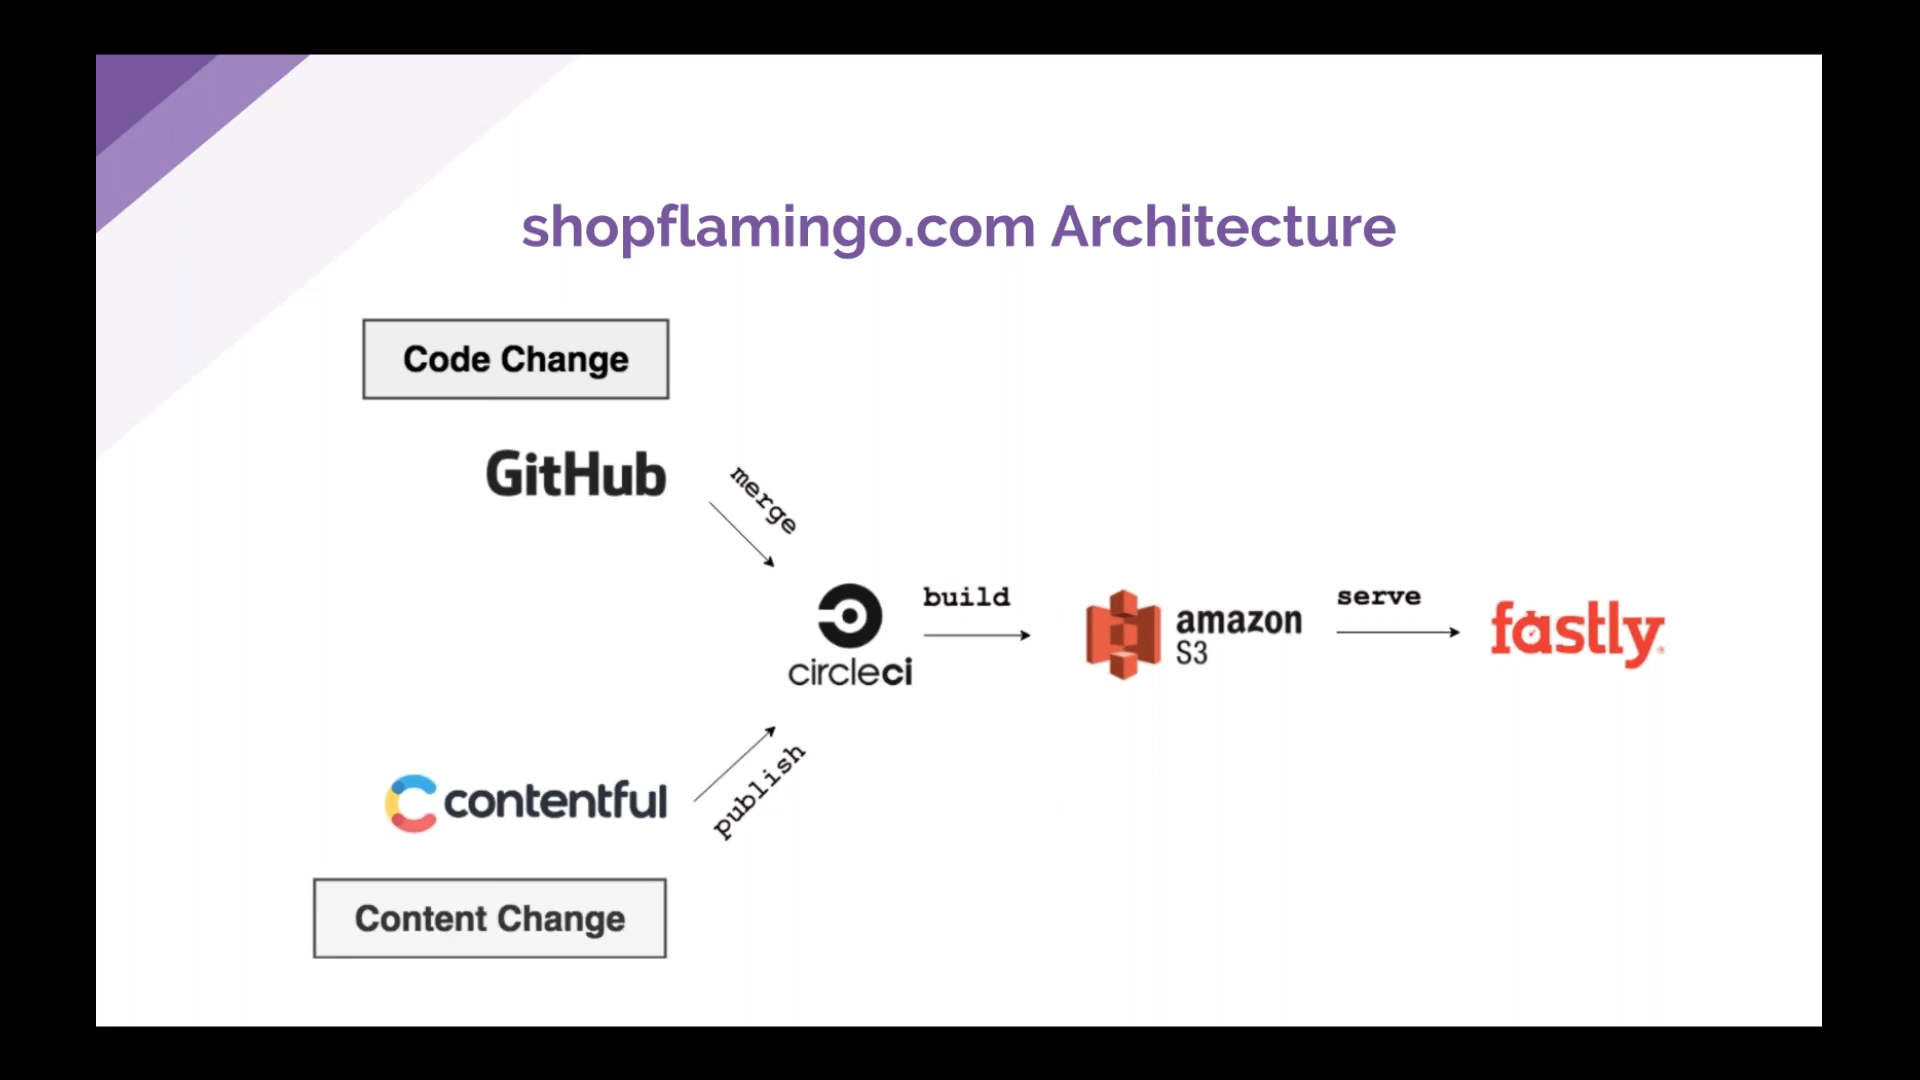 shopflamingo.com Architecture
Code Change
GitHub
merge
circleci
build
amazon
S3
serve
fastly
contentful
publish
Content Change